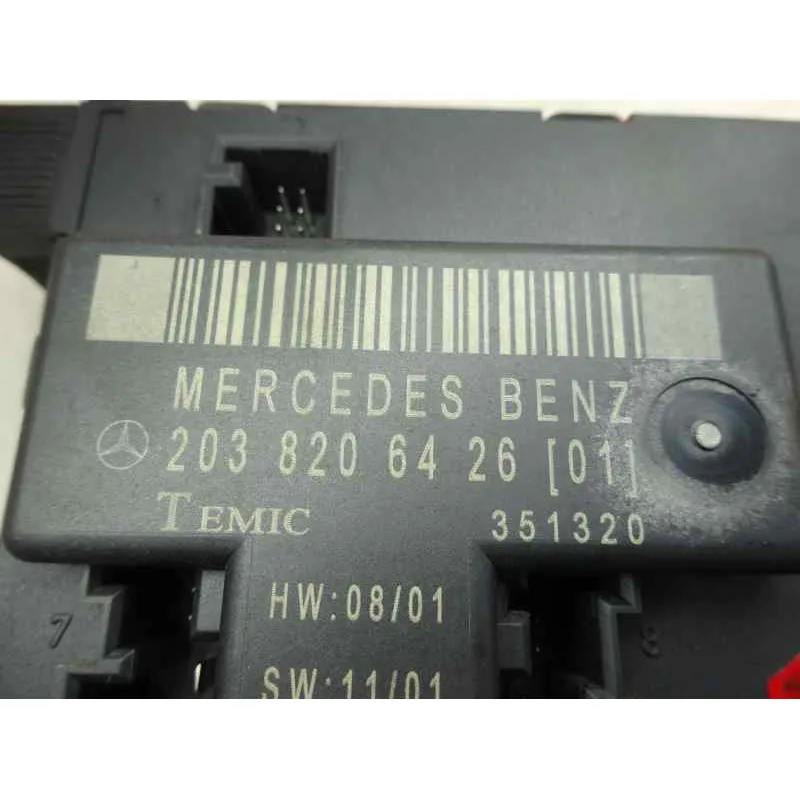 MERCEDES BENZ
203 820 64 26 [01]
TEMIC 351320
HW:08/01
SW:11/01
7
8